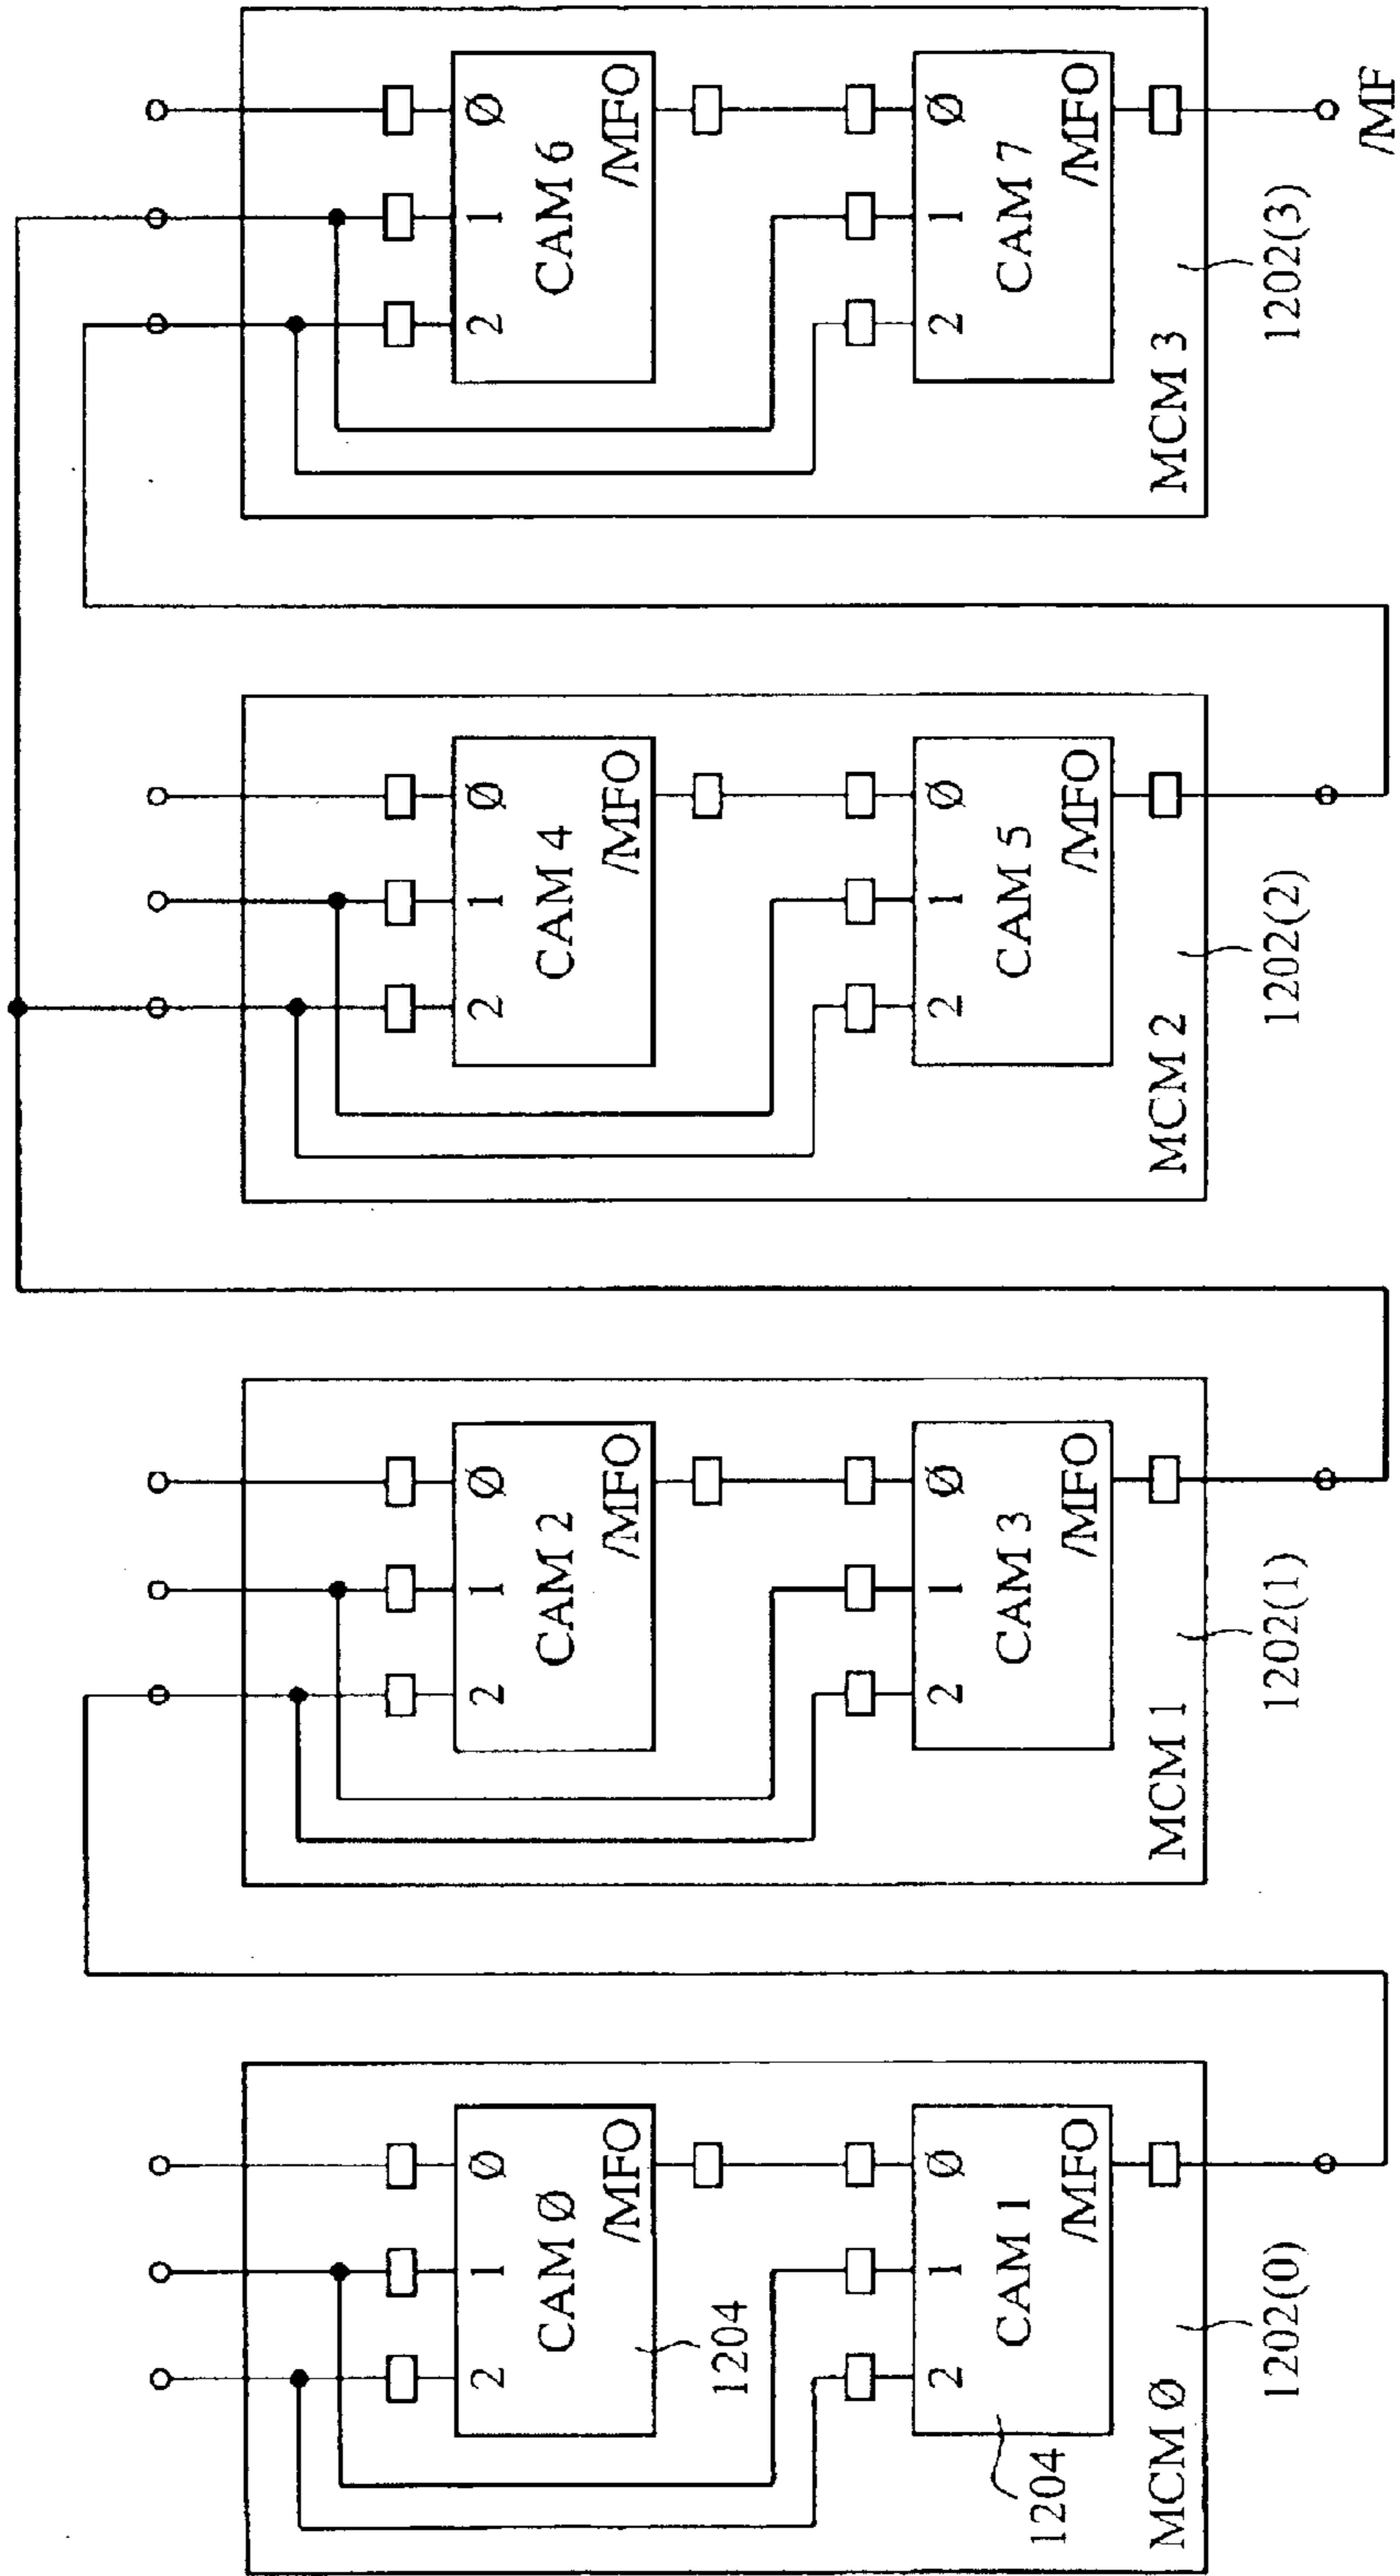 2 1 Ø
CAM Ø
/MFO
1204
2 1 Ø
CAM 1
/MFO
1204
MCM Ø
1202(0)
2 1 Ø
CAM 2
/MFO
2 1 Ø
CAM 3
/MFO
MCM 1
1202(1)
2 1 Ø
CAM 4
/MFO
2 1 Ø
CAM 5
/MFO
MCM 2
1202(2)
2 1 Ø
CAM 6
/MFO
2 1 Ø
CAM 7
/MFO
MCM 3
1202(3)
/MF